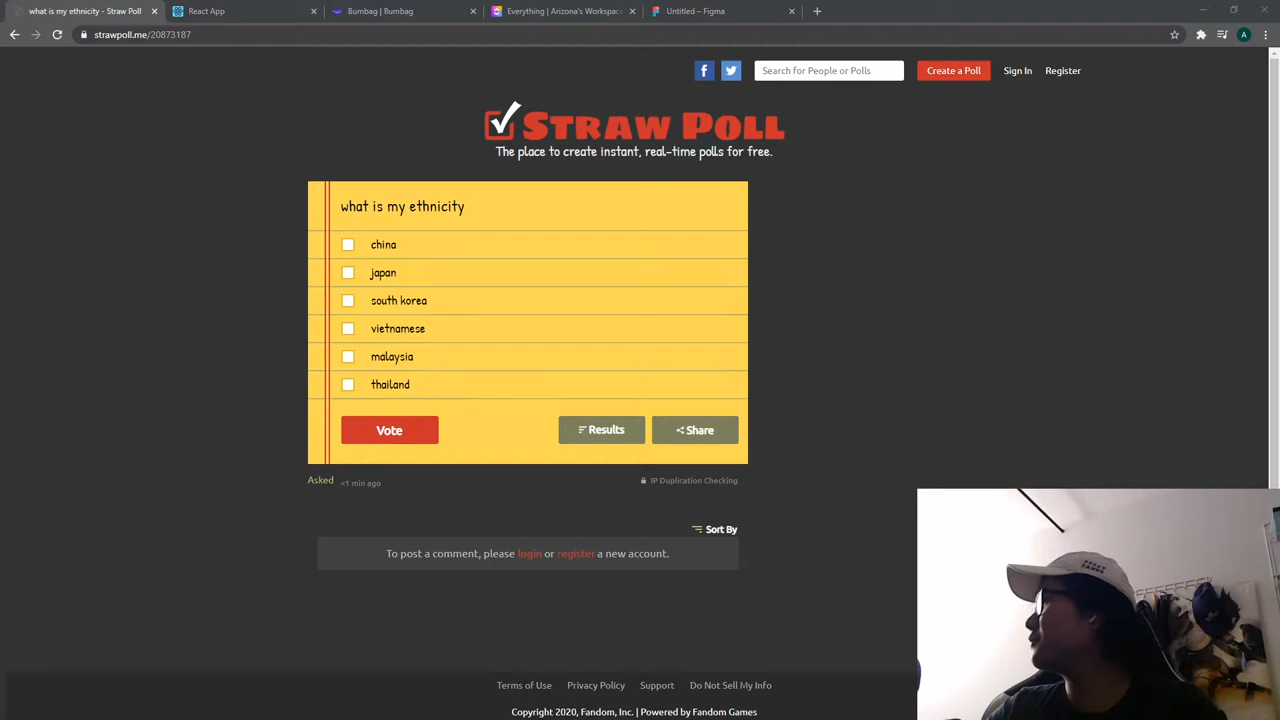 what is my ethnicity - Straw Poll
React App
Bumbag | Bumbag
Everything | Arizona's Workspace
Untitled – Figma
strawpoll.me/20873187
A
f
Search for People or Polls
Create a Poll
Sign In
Register
STRAW POLL
The place to create instant, real-time polls for free.
what is my ethnicity
china
japan
south korea
vietnamese
malaysia
thailand
Vote
Results
Share
Asked
<1 min ago
IP Duplication Checking
Sort By
To post a comment, please login or register a new account.
Terms of Use
Privacy Policy
Support
Do Not Sell My Info
Copyright 2020, Fandom, Inc. | Powered by Fandom Games